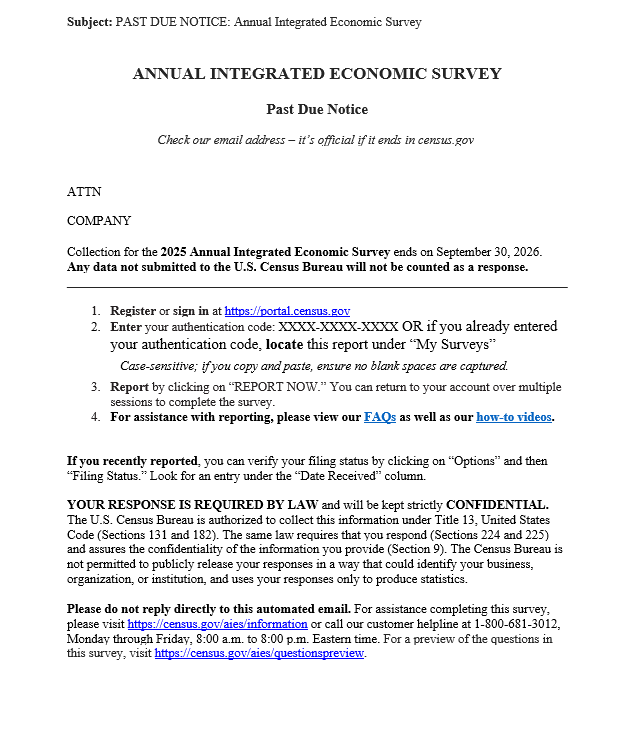 Subject: PAST DUE NOTICE: Annual Integrated Economic Survey
ANNUAL INTEGRATED ECONOMIC SURVEY
Past Due Notice
Check our email address – it’s official if it ends in census.gov
ATTN
COMPANY
Collection for the 2025 Annual Integrated Economic Survey ends on September 30, 2026.
Any data not submitted to the U.S. Census Bureau will not be counted as a response.
1. Register or sign in at https://portal.census.gov
2. Enter your authentication code: XXXX-XXXX-XXXX OR if you already entered
your authentication code, locate this report under “My Surveys”
Case-sensitive; if you copy and paste, ensure no blank spaces are captured.
3. Report by clicking on “REPORT NOW.” You can return to your account over multiple
sessions to complete the survey.
4. For assistance with reporting, please view our FAQs as well as our how-to videos.
If you recently reported, you can verify your filing status by clicking on “Options” and then
“Filing Status.” Look for an entry under the “Date Received” column.
YOUR RESPONSE IS REQUIRED BY LAW and will be kept strictly CONFIDENTIAL.
The U.S. Census Bureau is authorized to collect this information under Title 13, United States
Code (Sections 131 and 182). The same law requires that you respond (Sections 224 and 225)
and assures the confidentiality of the information you provide (Section 9). The Census Bureau is
not permitted to publicly release your responses in a way that could identify your business,
organization, or institution, and uses your responses only to produce statistics.
Please do not reply directly to this automated email. For assistance completing this survey,
please visit https://census.gov/aies/information or call our customer helpline at 1-800-681-3012,
Monday through Friday, 8:00 a.m. to 8:00 p.m. Eastern time. For a preview of the questions in
this survey, visit https://census.gov/aies/questionspreview.